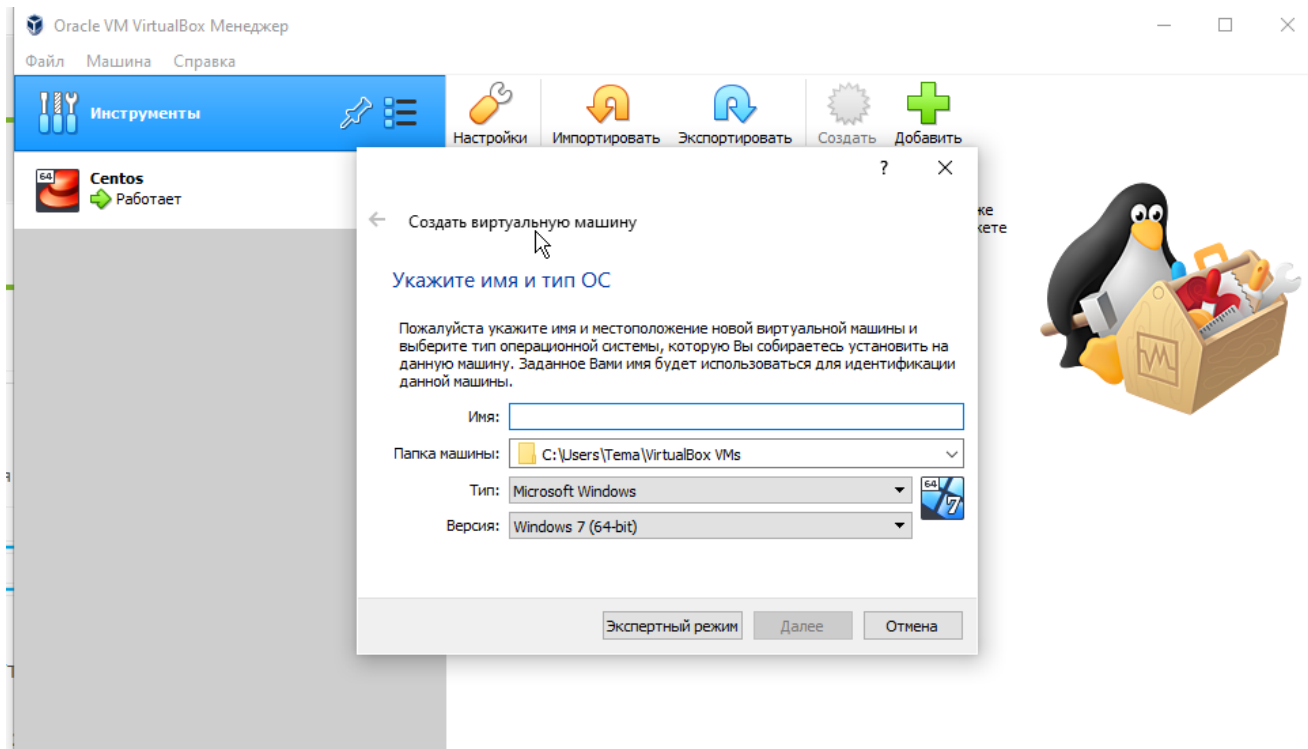 Oracle VM VirtualBox Менеджер
Файл Машина Справка
Инструменты
Настройки Импортировать Экспортировать Создать Добавить
64
Centos
Работает
?
Создать виртуальную машину
Укажите имя и тип ОС
Пожалуйста укажите имя и местоположение новой виртуальной машины и
выберите тип операционной системы, которую Вы собираетесь установить на
данную машину. Заданное Вами имя будет использоваться для идентификации
данной машины.
Имя:
Папка машины: C:\Users\Tema\VirtualBox VMs
Тип: Microsoft Windows
64
7
Версия: Windows 7 (64-bit)
Экспертный режим Далее Отмена